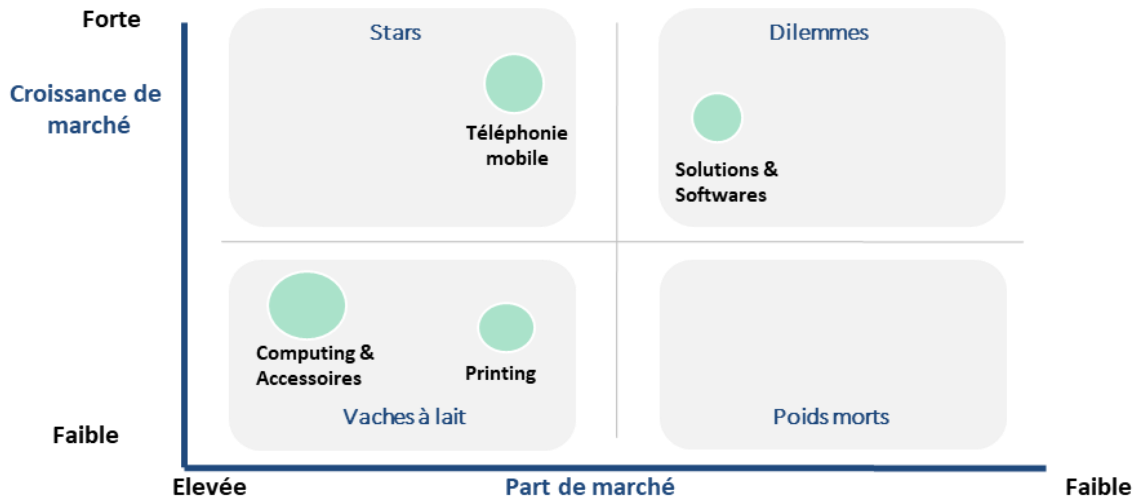 Forte
Croissance de
marché
Stars
Dilemmes
Téléphonie
mobile
Solutions &
Softwares
Computing &
Accessoires
Printing
Vaches à lait
Poids morts
Faible
Elevée
Part de marché
Faible